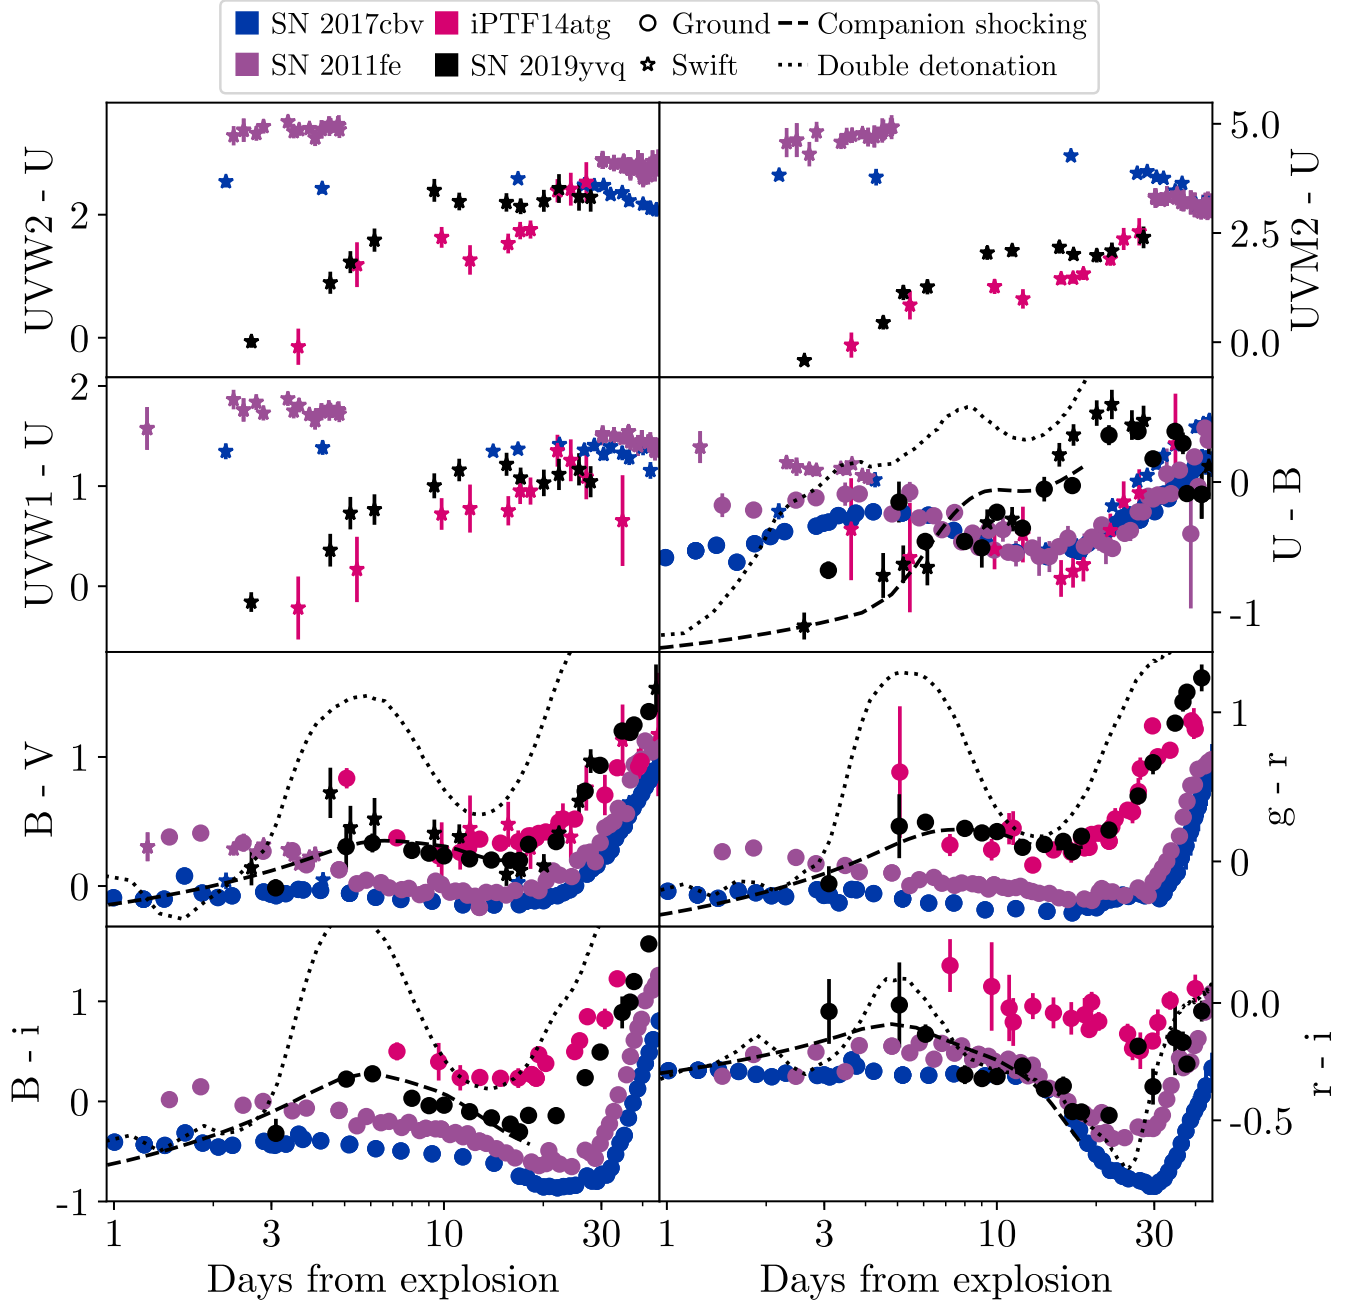 SN 2017cbv iPTF14atg Ground Companion shocking
SN 2011fe SN 2019yvq Swift Double detonation
UVW2 - U
2
0
5.0
2.5
0.0
UVM2 - U
UVW1 - U
2
1
0
0
-1
U - B
B - V
1
0
1
0
g - r
B - i
1
0
-1
0.0
-0.5
r - i
1 3 10 30 1 3 10 30
Days from explosion Days from explosion